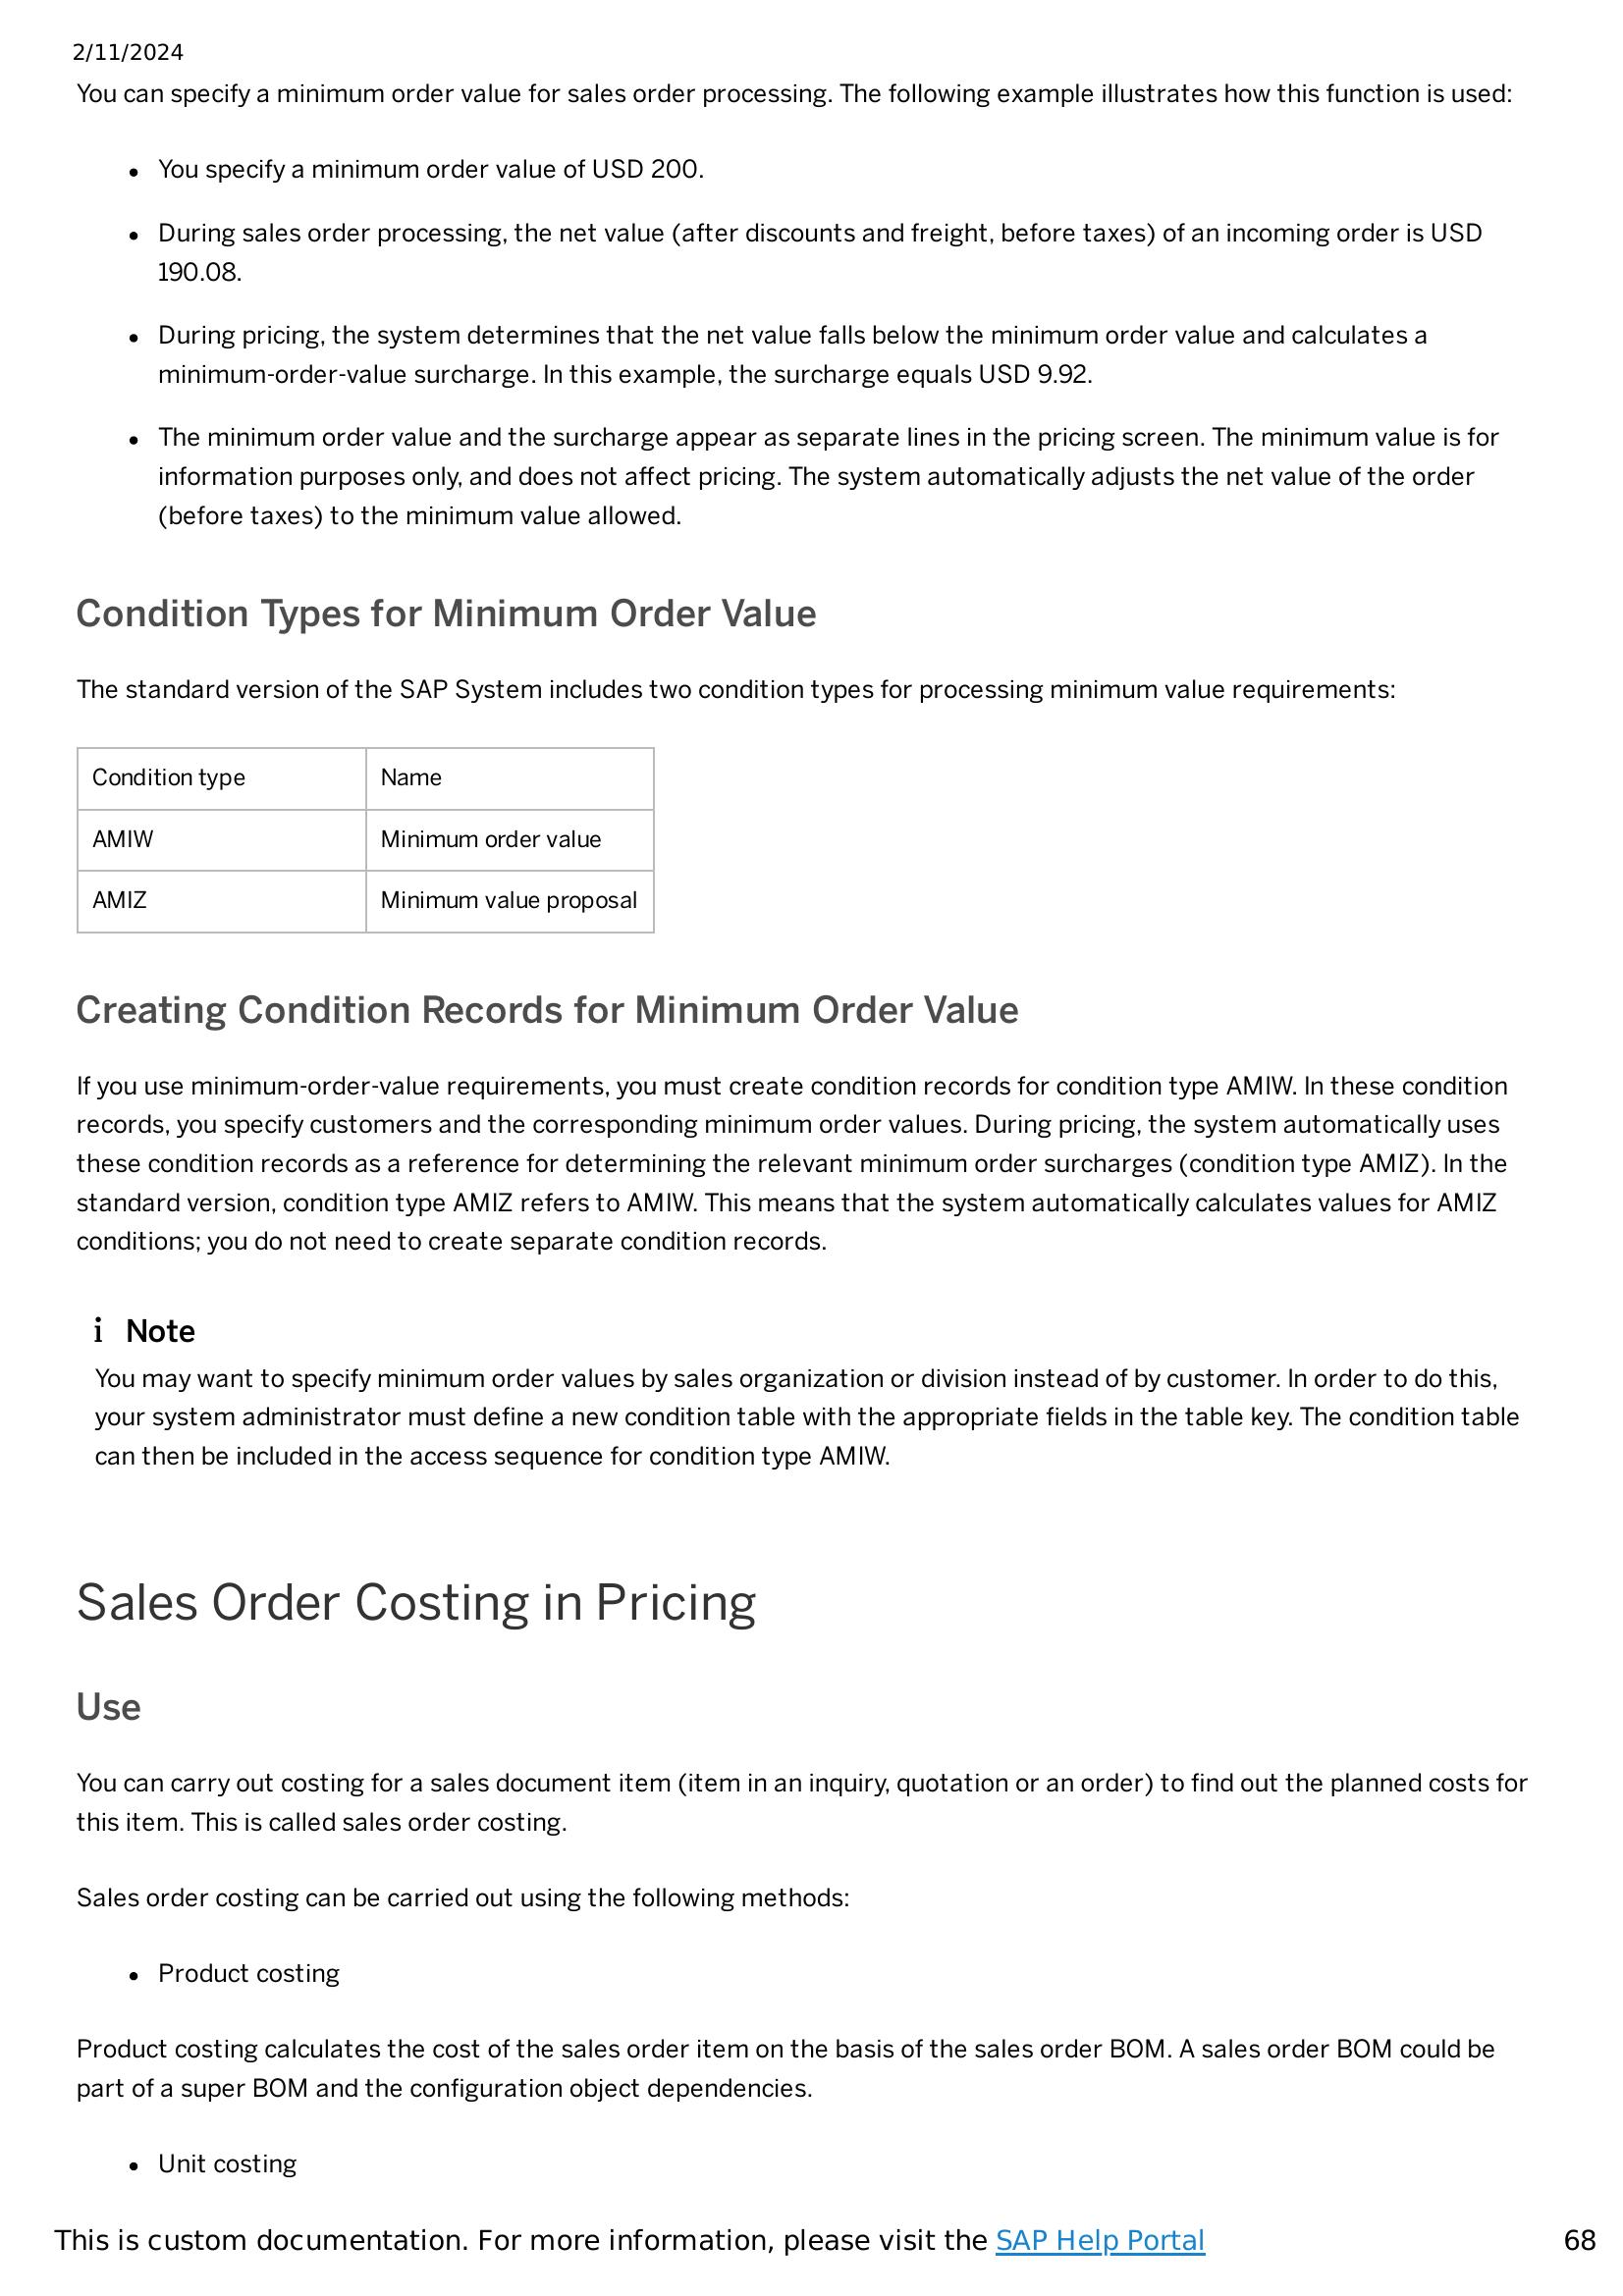 2/11/2024
You can specify a minimum order value for sales order processing. The following example illustrates how this function is used:
• You specify a minimum order value of USD 200.
• During sales order processing, the net value (after discounts and freight, before taxes) of an incoming order is USD
190.08.
• During pricing, the system determines that the net value falls below the minimum order value and calculates a
minimum-order-value surcharge. In this example, the surcharge equals USD 9.92.
• The minimum order value and the surcharge appear as separate lines in the pricing screen. The minimum value is for
information purposes only, and does not affect pricing. The system automatically adjusts the net value of the order
(before taxes) to the minimum value allowed.
Condition Types for Minimum Order Value
The standard version of the SAP System includes two condition types for processing minimum value requirements:
Condition type Name
AMIW Minimum order value
AMIZ Minimum value proposal
Creating Condition Records for Minimum Order Value
If you use minimum-order-value requirements, you must create condition records for condition type AMIW. In these condition
records, you specify customers and the corresponding minimum order values. During pricing, the system automatically uses
these condition records as a reference for determining the relevant minimum order surcharges (condition type AMIZ). In the
standard version, condition type AMIZ refers to AMIW. This means that the system automatically calculates values for AMIZ
conditions; you do not need to create separate condition records.
i Note
You may want to specify minimum order values by sales organization or division instead of by customer. In order to do this,
your system administrator must define a new condition table with the appropriate fields in the table key. The condition table
can then be included in the access sequence for condition type AMIW.
Sales Order Costing in Pricing
Use
You can carry out costing for a sales document item (item in an inquiry, quotation or an order) to find out the planned costs for
this item. This is called sales order costing.
Sales order costing can be carried out using the following methods:
• Product costing
Product costing calculates the cost of the sales order item on the basis of the sales order BOM. A sales order BOM could be
part of a super BOM and the configuration object dependencies.
• Unit costing
This is custom documentation. For more information, please visit the SAP Help Portal 68